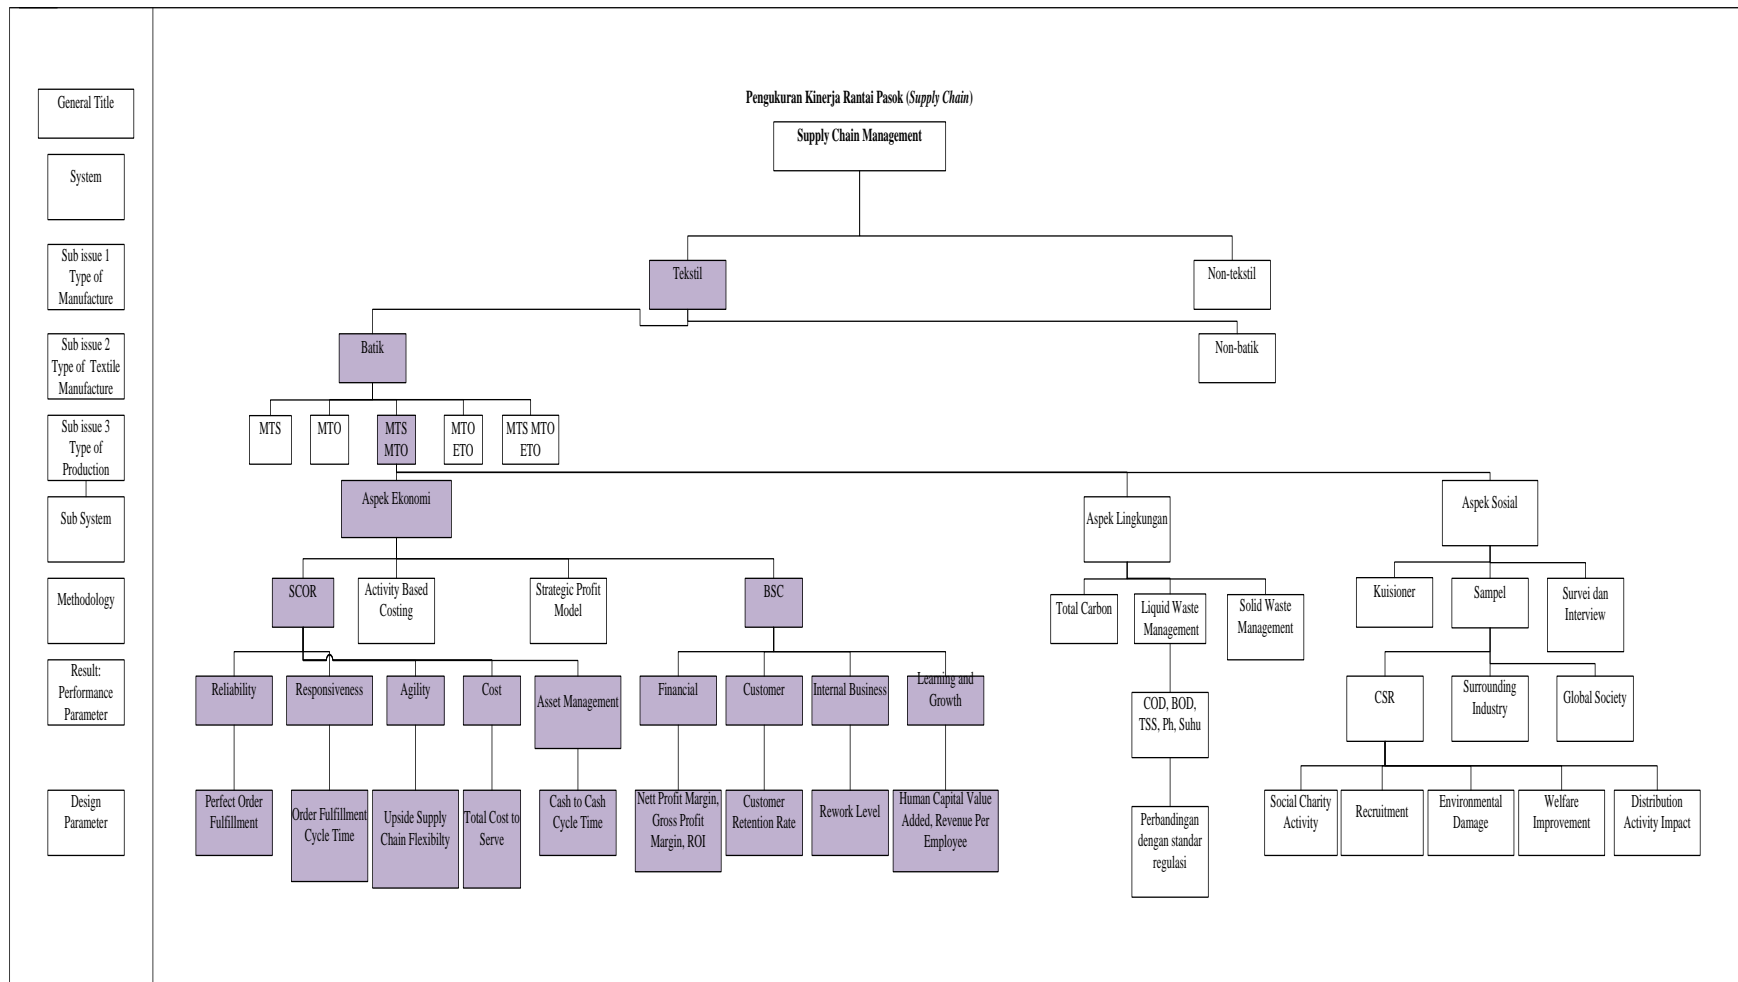 General Title
System
Sub issue 1
Type of
Manufacture
Sub issue 2
Type of Textile
Manufacture
Sub issue 3
Type of
Production
Sub System
Methodology
Result:
Performance
Parameter
Design
Parameter
Pengukuran Kinerja Rantai Pasok (Supply Chain)
Supply Chain Management
Tekstil
Non-tekstil
Batik
Non-batik
MTS
MTO
MTS
MTO
MTO
ETO
MTS MTO
ETO
Aspek Ekonomi
Aspek Lingkungan
Aspek Sosial
SCOR
Activity Based
Costing
Strategic Profit
Model
BSC
Total Carbon
Liquid Waste
Management
Solid Waste
Management
Kuisioner
Sampel
Survei dan
Interview
Reliability
Responsiveness
Agility
Cost
Asset Management
Financial
Customer
Internal Business
Learning and
Growth
COD, BOD,
TSS, Ph, Suhu
CSR
Surrounding
Industry
Global Society
Perfect Order
Fulfillment
Order Fulfillment
Cycle Time
Upside Supply
Chain Flexibilty
Total Cost to
Serve
Cash to Cash
Cycle Time
Nett Profit Margin,
Gross Profit
Margin, ROI
Customer
Retention Rate
Rework Level
Human Capital Value
Added, Revenue Per
Employee
Perbandingan
dengan standar
regulasi
Social Charity
Activity
Recruitment
Environmental
Damage
Welfare
Improvement
Distribution
Activity Impact